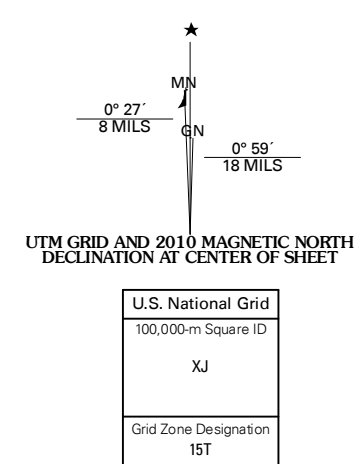 MN
0° 27´
8 MILS
GN
0° 59´
18 MILS
UTM GRID AND 2010 MAGNETIC NORTH
DECLINATION AT CENTER OF SHEET
U.S. National Grid
100,000-m Square ID
XJ
Grid Zone Designation
15T